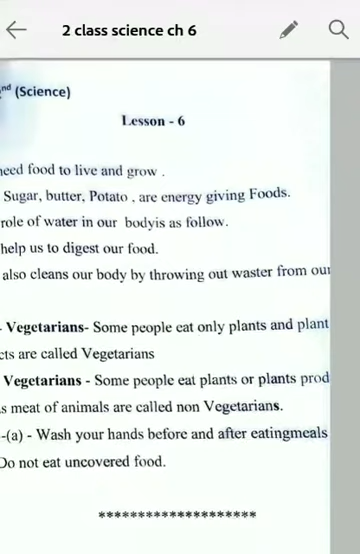 2 class science ch 6
nd (Science)
Lesson - 6
need food to live and grow .
Sugar, butter, Potato , are energy giving Foods.
role of water in our bodyis as follow.
help us to digest our food.
also cleans our body by throwing out waster from our
- Vegetarians- Some people eat only plants and plant
cts are called Vegetarians
Vegetarians - Some people eat plants or plants prod
s meat of animals are called non Vegetarians.
-(a) - Wash your hands before and after eatingmeals
Do not eat uncovered food.
********************